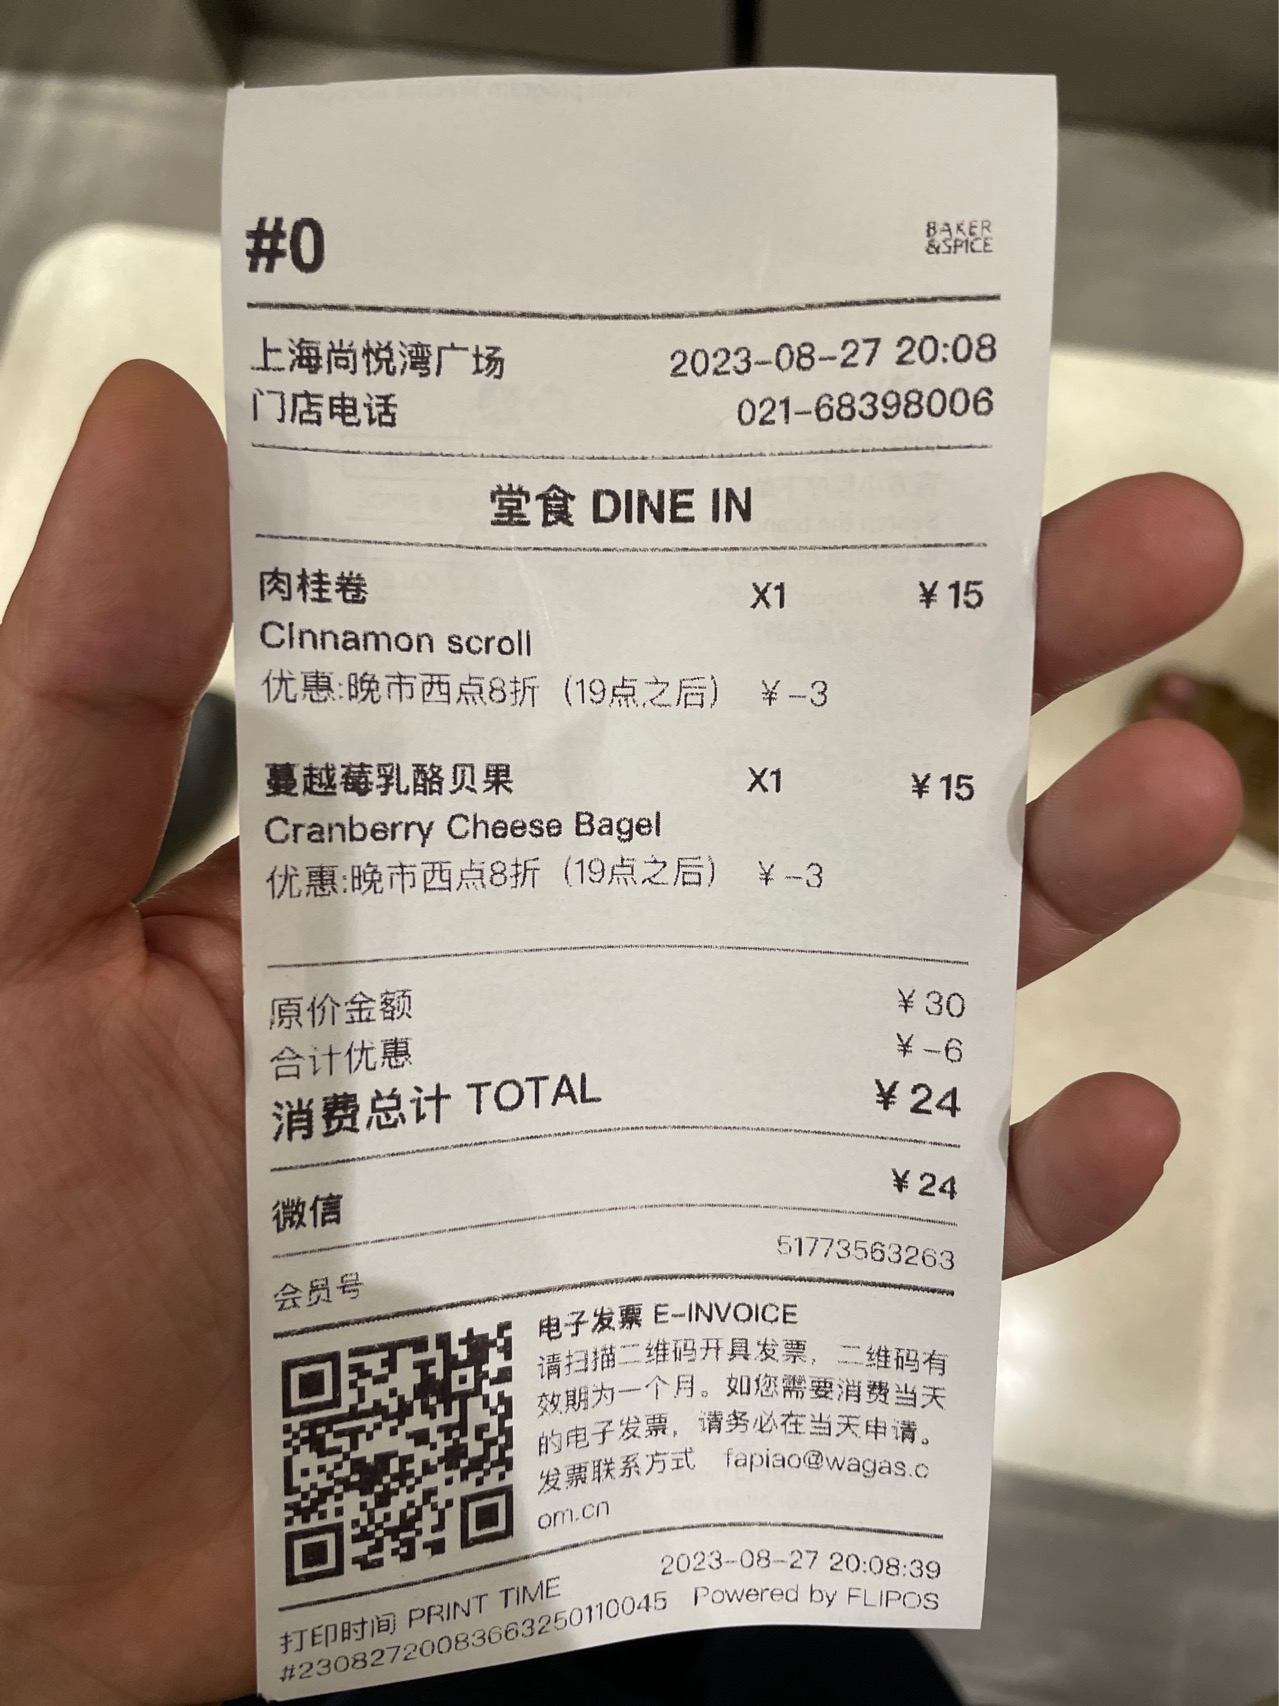 #0
BAKER
&SPICE
上海尚悦湾广场 2023-08-27 20:08
门店电话 021-68398006
堂食 DINE IN
肉桂卷 X1 ¥15
CInnamon scroll
优惠:晚市西点8折（19点之后） ¥-3
蔓越莓乳酪贝果 X1 ¥15
Cranberry Cheese Bagel
优惠:晚市西点8折（19点之后） ¥-3
原价金额 ¥30
合计优惠 ¥-6
消费总计 TOTAL ¥24
微信 ¥24
会员号 51773563263
电子发票 E-INVOICE
请扫描二维码开具发票，二维码有
效期为一个月。如您需要消费当天
的电子发票，请务必在当天申请。
发票联系方式 fapiao@wagas.c
om.cn
打印时间 PRINT TIME 2023-08-27 20:08:39
#230827200836632501​10045 Powered by FLIPOS